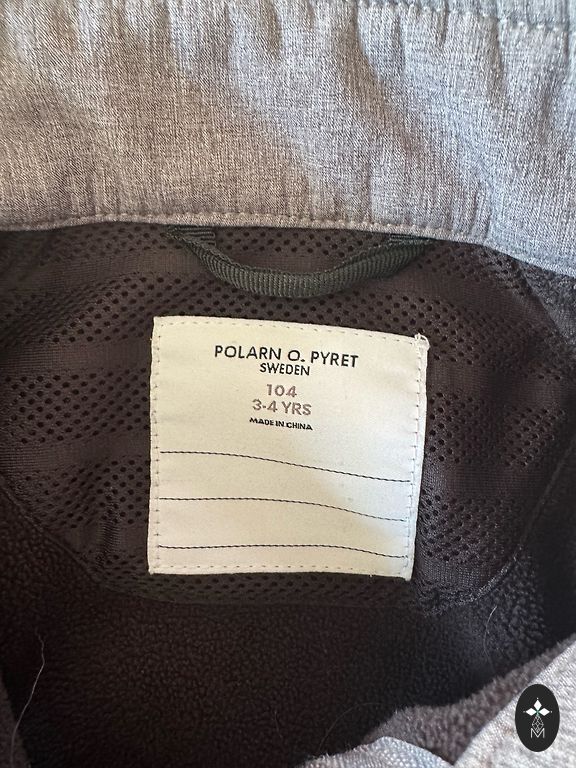 POLARN O. PYRET
SWEDEN
104
3-4 YRS
MADE IN CHINA